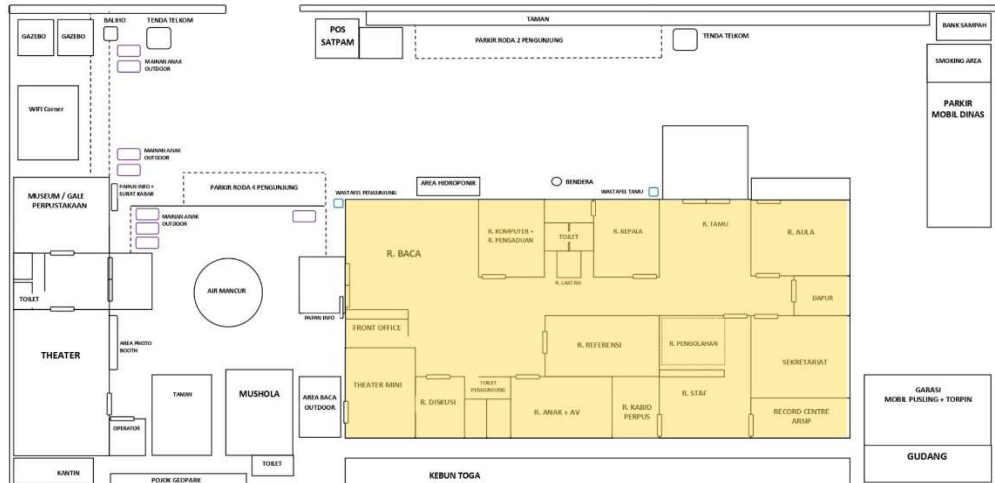 TAMAN
BANK SAMPAH
BALIHO
TENDA TELKOM
GAZEBO
GAZEBO
POS
SATPAM
PARKIR RODA 2 PENGUNJUNG
TENDA TELKOM
MAINAN ANAK
OUTDOOR
SMOKING AREA
WIFI Corner
PARKIR
MOBIL DINAS
MAINAN ANAK
OUTDOOR
MUSEUM / GALE
PERPUSTAKAAN
PAPAN INFO +
SURAT KABAR
PARKIR RODA 4 PENGUNJUNG
WASTAFEL PENGUNJUNG
AREA HIDROPONIK
BENDERA
WASTAFEL TAMU
MAINAN ANAK
OUTDOOR
R. BACA
R. KOMPUTER +
R. PENGADUAN
TOILET
R. KEPALA
R. TAMU
R. AULA
R. LAKTASI
TOILET
AIR MANCUR
DAPUR
PAPAN INFO
FRONT OFFICE
THEATER
AREA PHOTO
BOOTH
R. REFERENSI
R. PENGOLAHAN
SEKRETARIAT
THEATER MINI
R. DISKUSI
TOILET
PENGUNJUNG
R. ANAK + AV
R. KABID
PERPUS
R. STAF
TAMAN
MUSHOLA
AREA BACA
OUTDOOR
GARASI
MOBIL PUSLING + TORPIN
RECORD CENTRE
ARSIP
OPERATOR
GUDANG
TOILET
KANTIN
POJOK GEOPARK
KEBUN TOGA